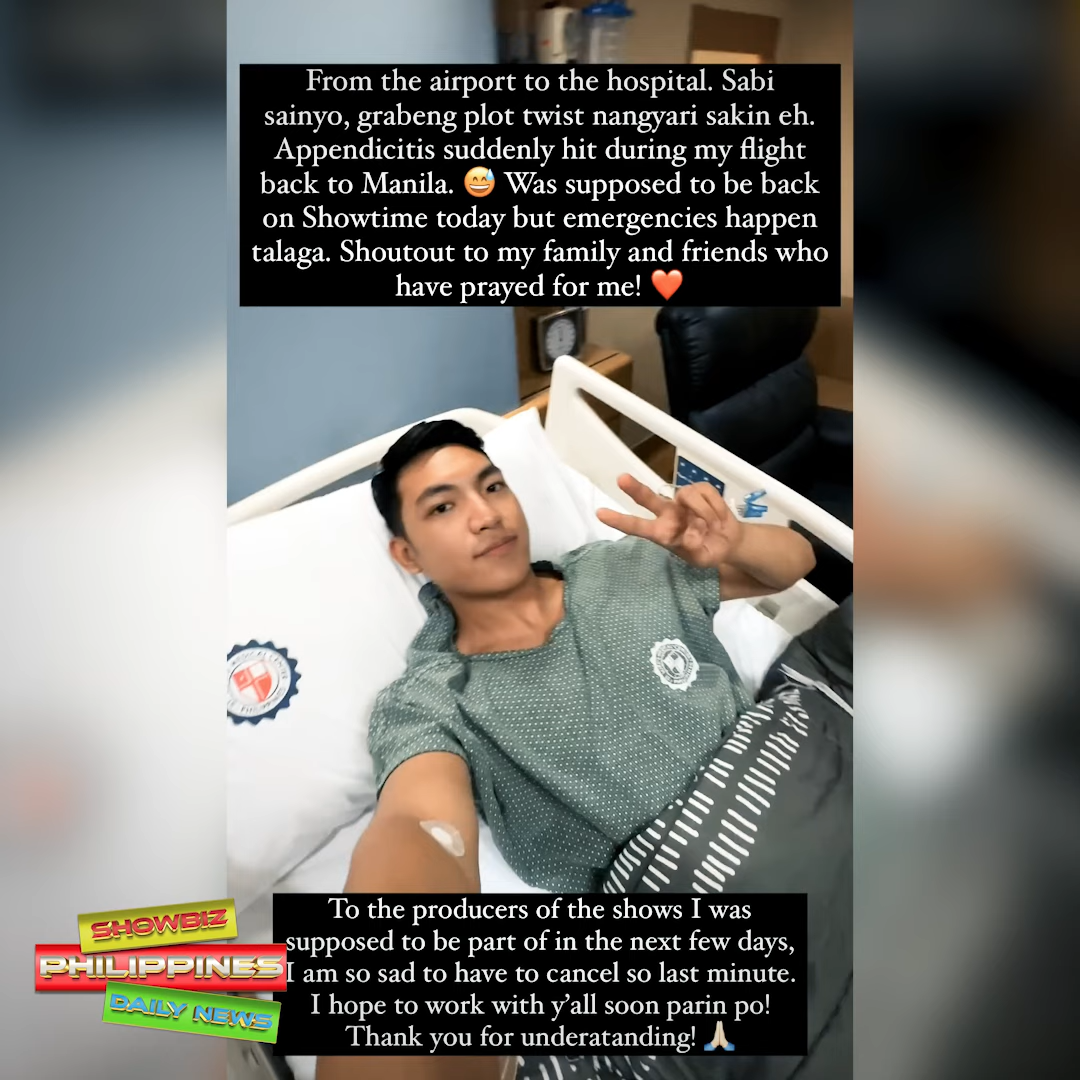 From the airport to the hospital. Sabi
sainyo, grabeng plot twist nangyari sakin eh.
Appendicitis suddenly hit during my flight
back to Manila. 😅 Was supposed to be back
on Showtime today but emergencies happen
talaga. Shoutout to my family and friends who
have prayed for me! ❤️
MEDICAL CENTER
To the producers of the shows I was
supposed to be part of in the next few days,
I am so sad to have to cancel so last minute.
I hope to work with y’all soon parin po!
Thank you for underatanding! 🙏🏻
SHOWBIZ
PHILIPPINES
DAILY NEWS